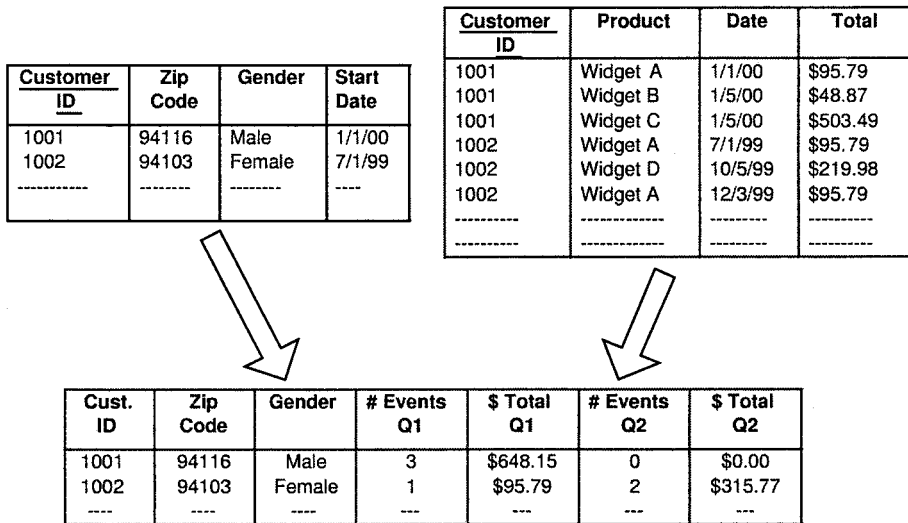 Customer ID Zip Code Gender Start Date
1001 94116 Male 1/1/00
1002 94103 Female 7/1/99
----------- -------- -------- ----
Customer ID Product Date Total
1001 Widget A 1/1/00 $95.79
1001 Widget B 1/5/00 $48.87
1001 Widget C 1/5/00 $503.49
1002 Widget A 7/1/99 $95.79
1002 Widget D 10/5/99 $219.98
1002 Widget A 12/3/99 $95.79
---------- ------------- --------- ----------
---------- ------------- --------- ----------
Cust. ID Zip Code Gender # Events Q1 $ Total Q1 # Events Q2 $ Total Q2
1001 94116 Male 3 $648.15 0 $0.00
1002 94103 Female 1 $95.79 2 $315.77
---- ---- ---- --- --- --- ---